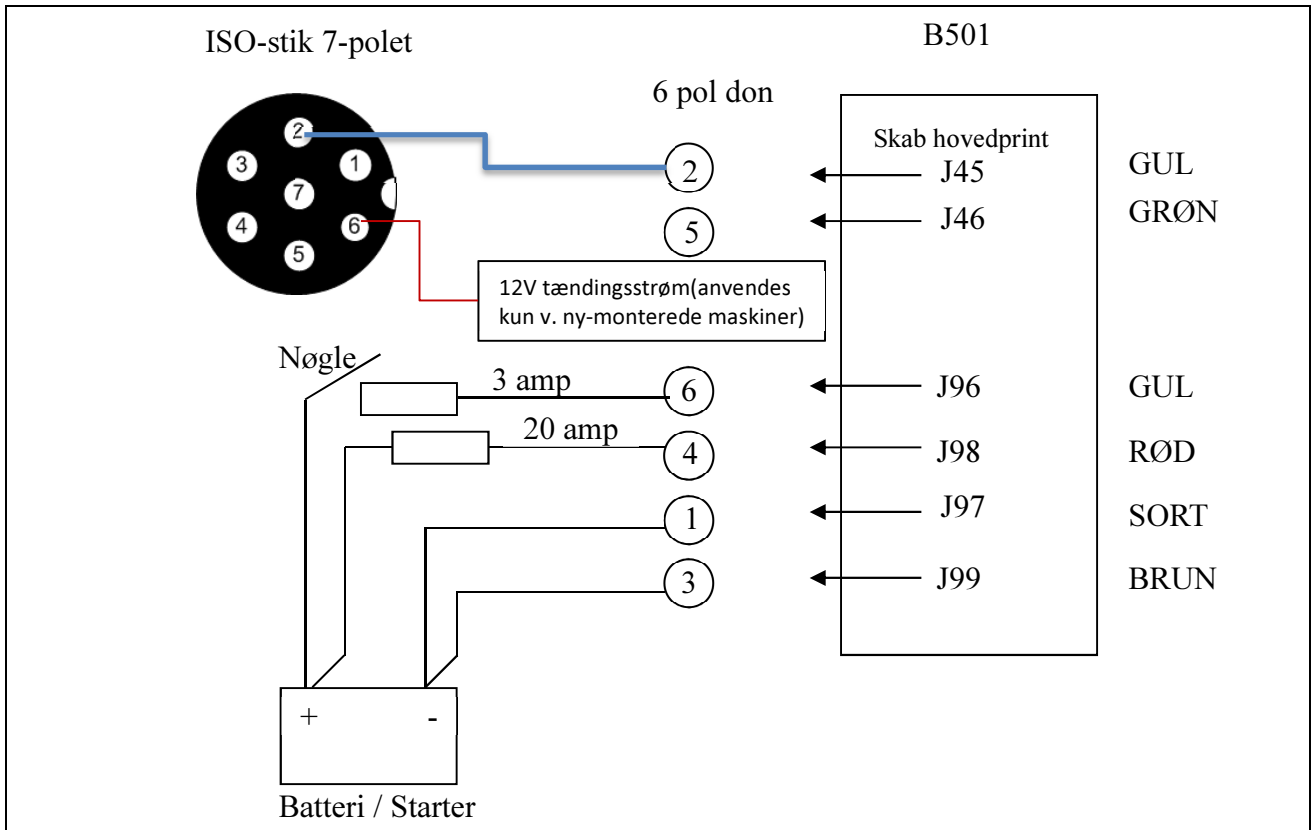 ISO-stik 7-polet
B501
6 pol don
Skab hovedprint
2
3
1
7
4
6
5
2
J45
GUL
5
J46
GRØN
12V tændingsstrøm(anvendes
kun v. ny-monterede maskiner)
Nøgle
3 amp
6
J96
GUL
20 amp
4
J98
RØD
1
J97
SORT
3
J99
BRUN
+ -
Batteri / Starter